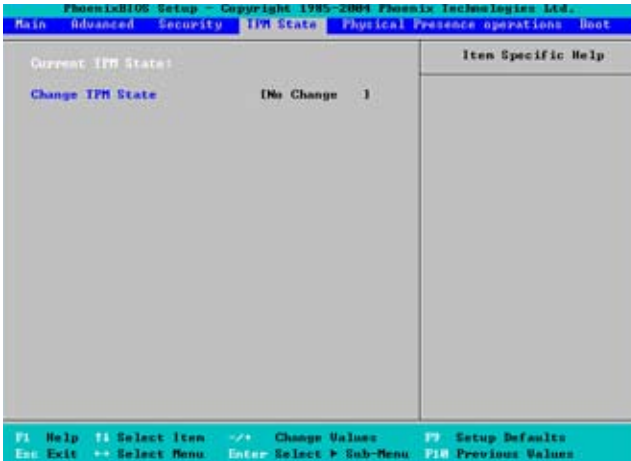 PhoenixBIOS Setup - Copyright 1985-2004 Phoenix Technologies Ltd.
Main Advanced Security TPM State Physical Presence operations Boot
Item Specific Help
Current TPM State:
Change TPM State [No Change ]
F1 Help ↑↓ Select Item -/+ Change Values F9 Setup Defaults
Esc Exit ↔ Select Menu Enter Select ▶ Sub-Menu F10 Previous Values